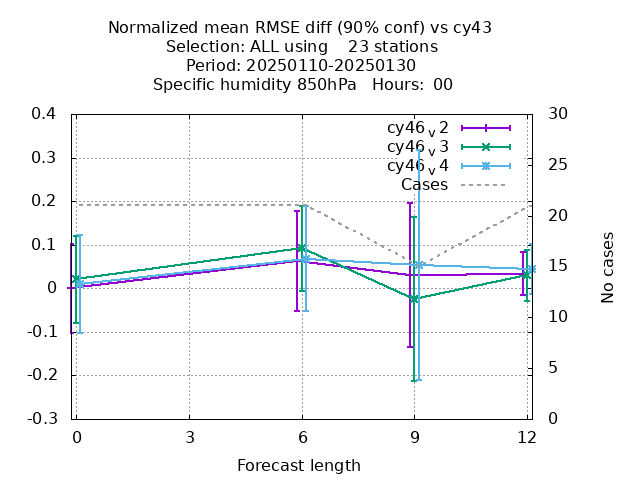 Normalized mean RMSE diff (90% conf) vs cy43
Selection: ALL using    23 stations
Period: 20250110-20250130
Specific humidity 850hPa   Hours:  00
0.4
0.3
0.2
0.1
0
-0.1
-0.2
-0.3
30
25
20
15
10
5
0
cy46_v2
cy46_v3
cy46_v4
Cases
No cases
0 3 6 9 12
Forecast length